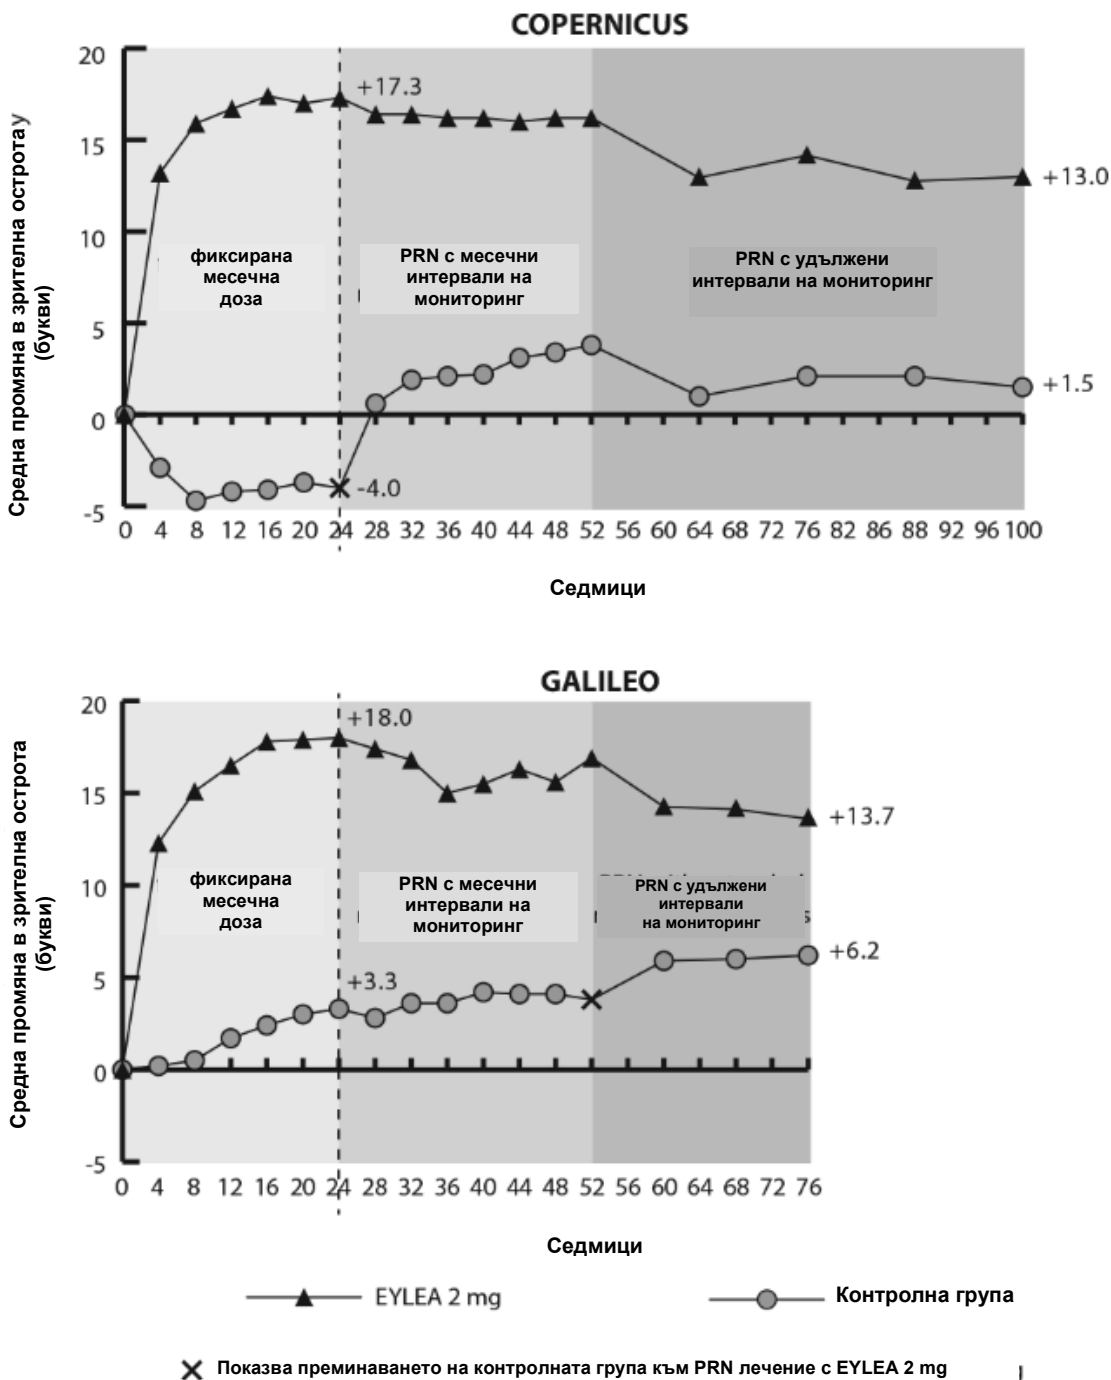 COPERNICUS
Средна промяна в зрителна острота у
(букви)
20
15
10
5
0
-5
+17.3
+13.0
фиксирана
месечна
доза
PRN с месечни
интервали на
мониторинг
PRN с удължени
интервали на мониторинг
+1.5
-4.0
0 4 8 12 16 20 24 28 32 36 40 44 48 52 56 60 64 68 72 76 82 86 88 92 96 100
Седмици
GALILEO
Средна промяна в зрителна острота
(букви)
20
15
10
5
0
-5
+18.0
+13.7
фиксирана
месечна
доза
PRN с месечни
интервали на
мониторинг
PRN с удължени
интервали
на мониторинг
s
+3.3
+6.2
0 4 8 12 16 20 24 28 32 36 40 44 48 52 56 60 64 68 72 76
Седмици
EYLEA 2 mg
Контролна група
Показва преминаването на контролната група към PRN лечение с EYLEA 2 mg